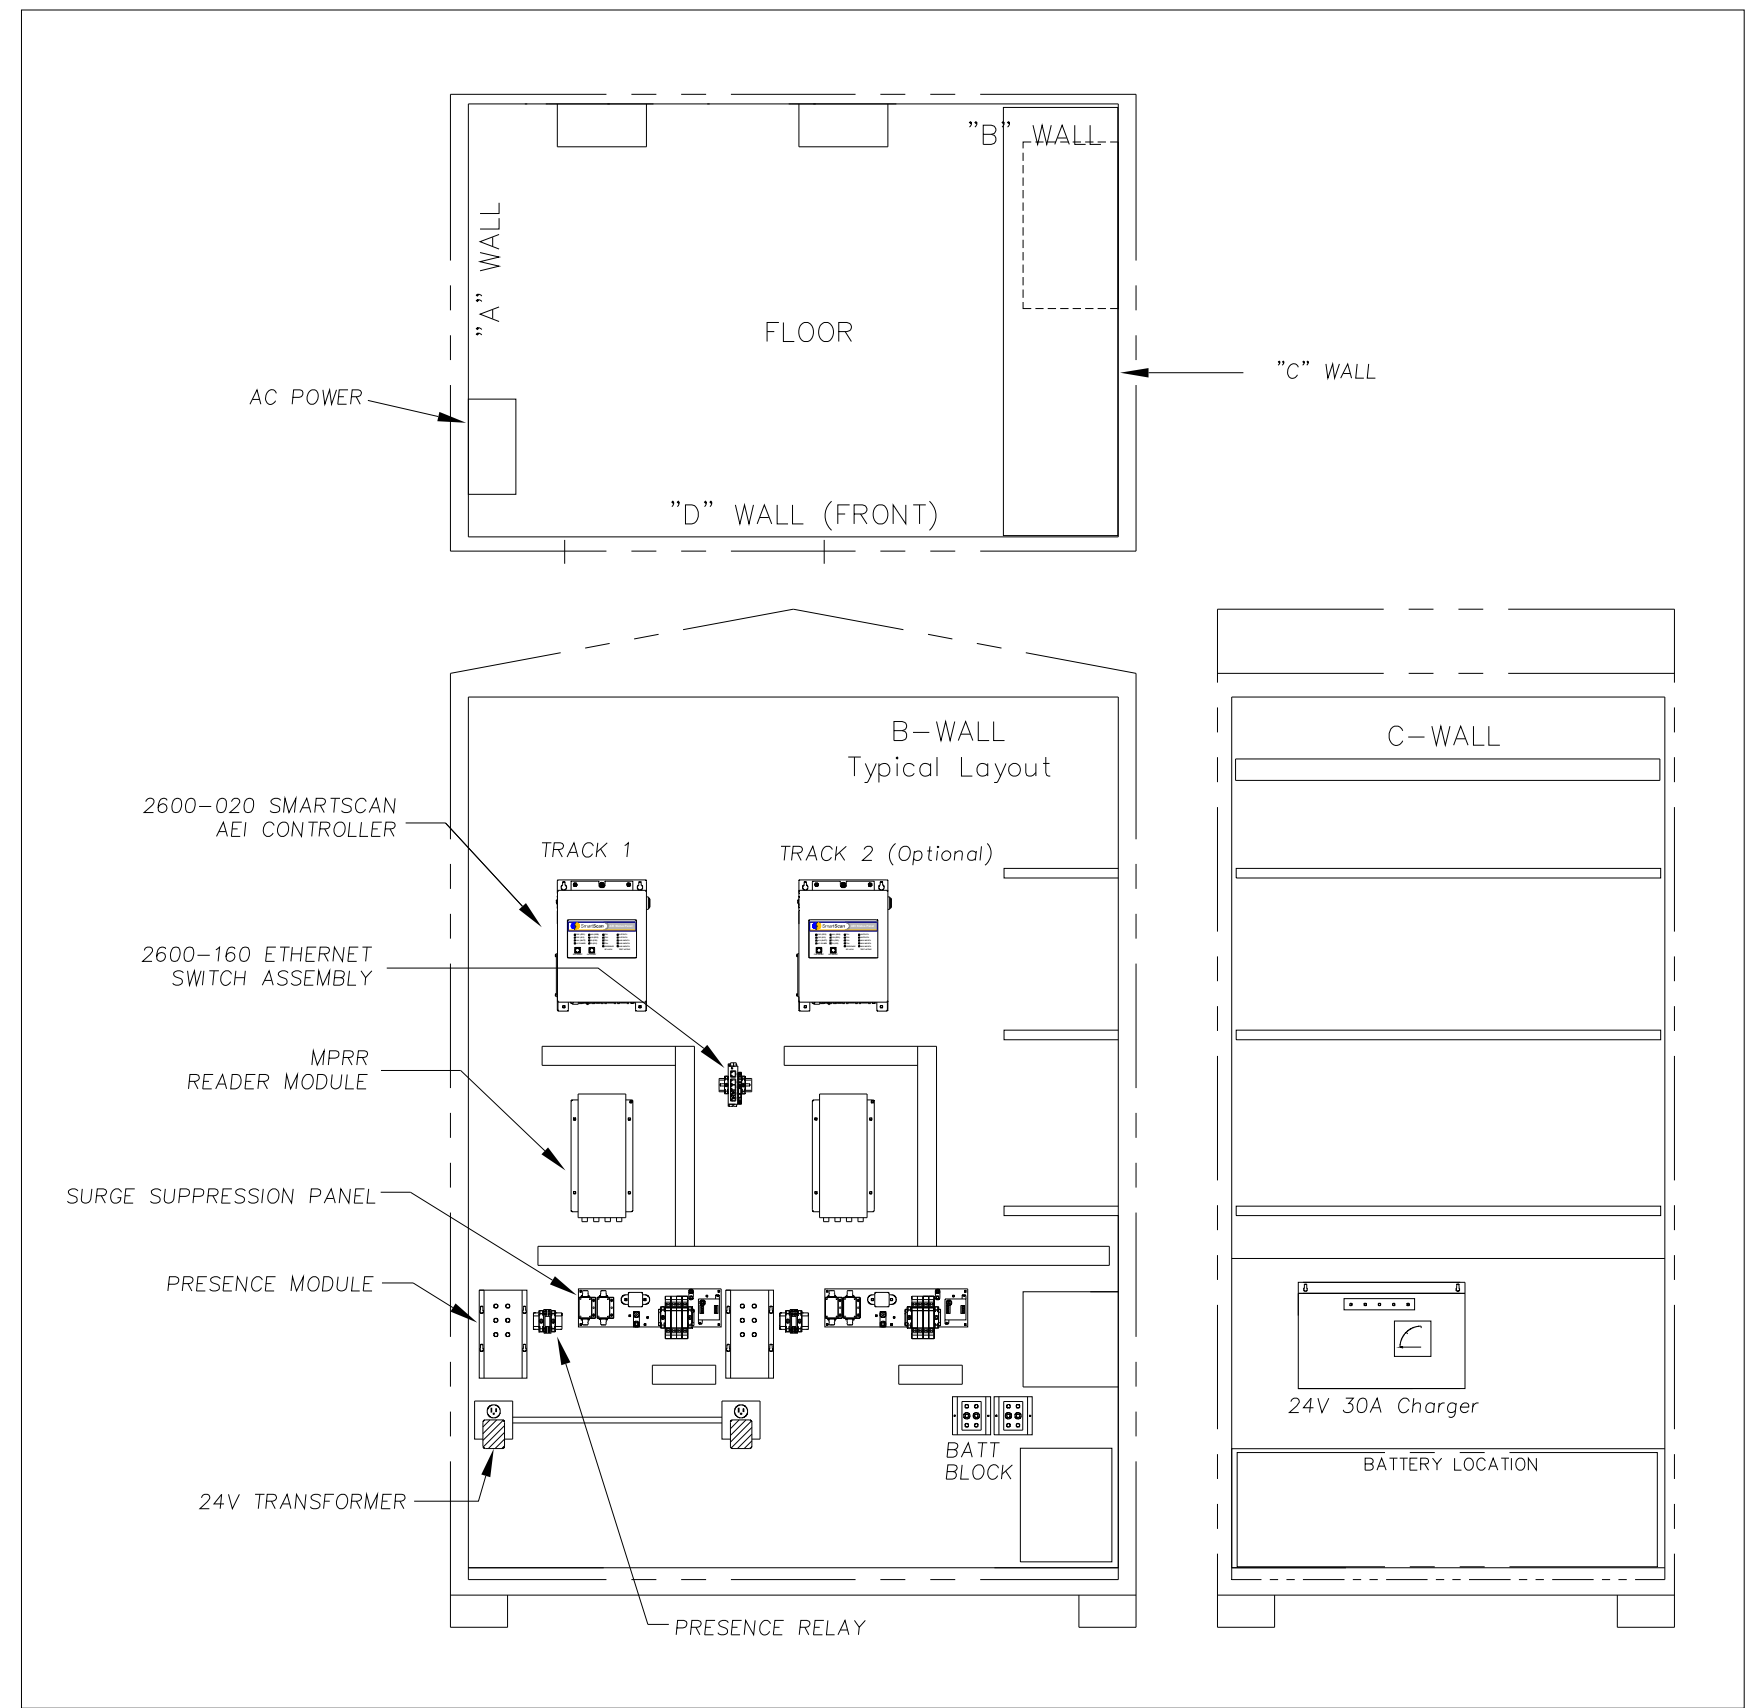 "B" WALL
"A" WALL
FLOOR
"C" WALL
AC POWER
"D" WALL (FRONT)
B-WALL
Typical Layout
C-WALL
2600-020 SMARTSCAN
AEI CONTROLLER
TRACK 1
TRACK 2 (Optional)
SmartScan
SmartScan
2600-160 ETHERNET
SWITCH ASSEMBLY
MPRR
READER MODULE
SURGE SUPPRESSION PANEL
PRESENCE MODULE
24V 30A Charger
BATT
BLOCK
BATTERY LOCATION
24V TRANSFORMER
PRESENCE RELAY